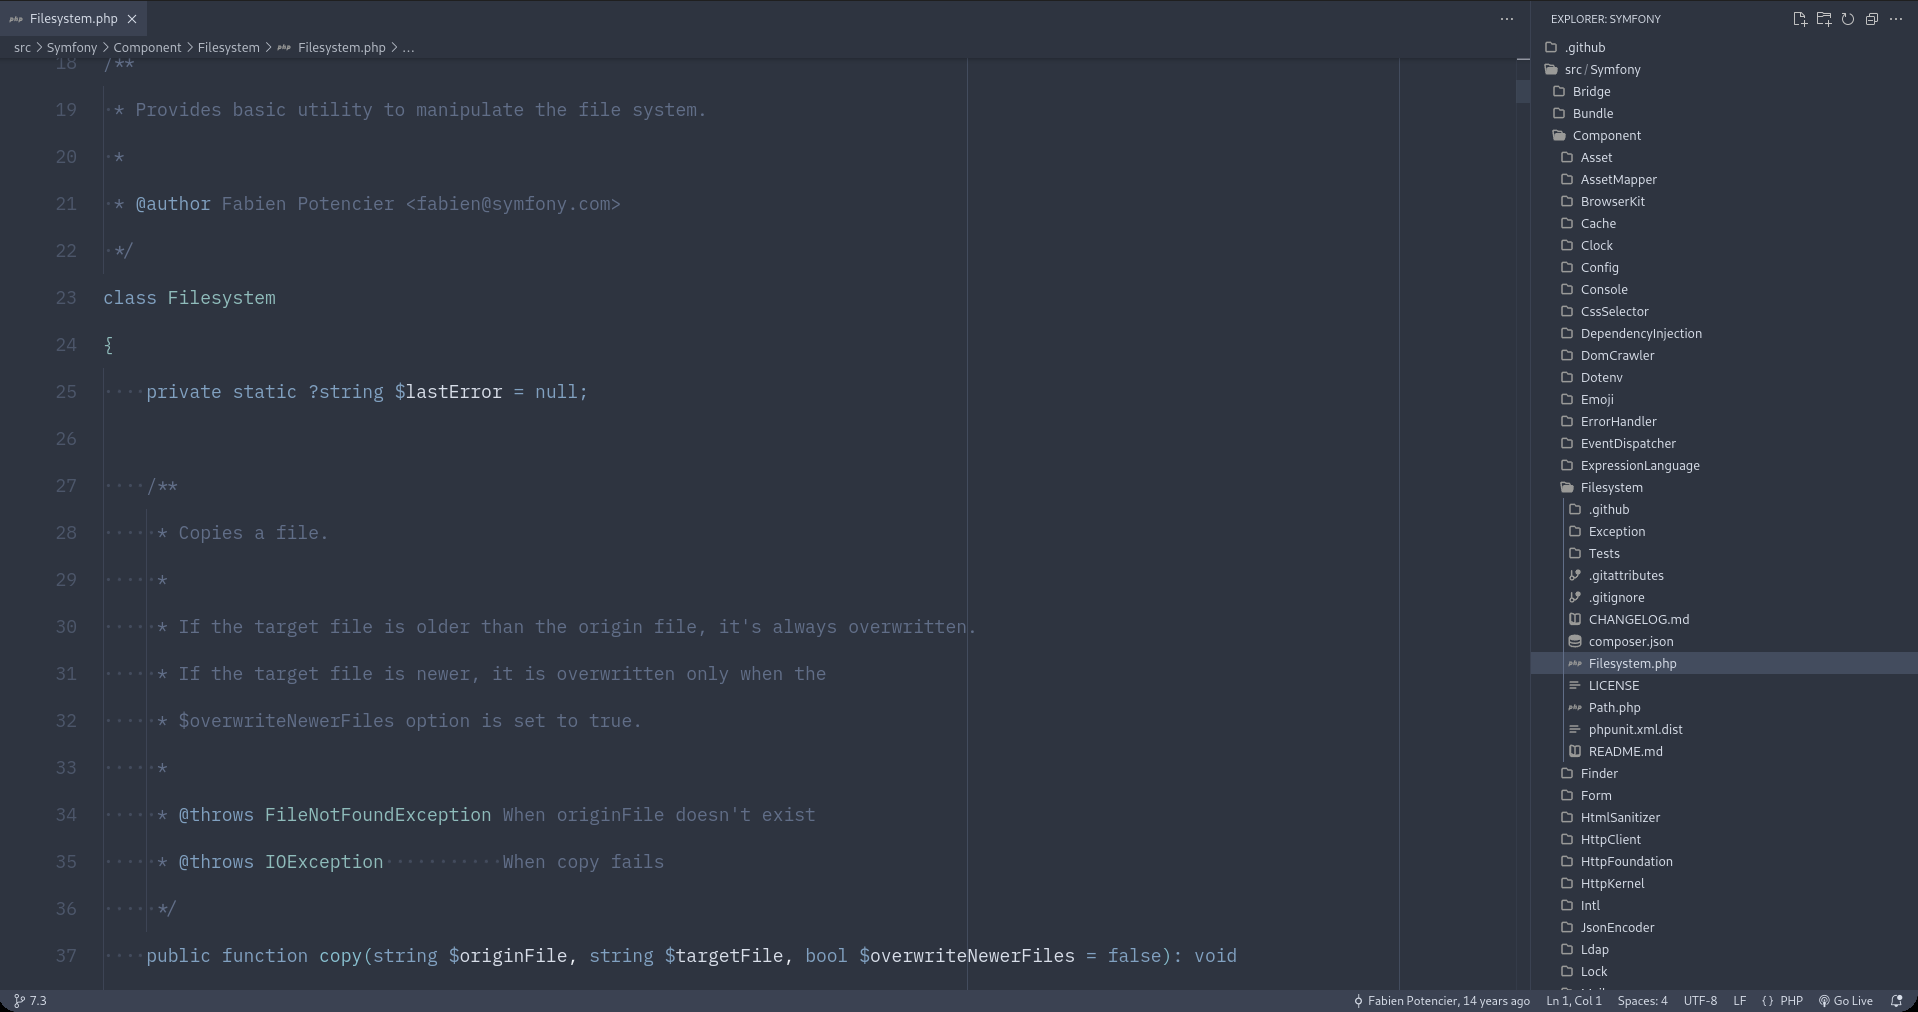 php Filesystem.php
src > Symfony > Component > Filesystem > php Filesystem.php > ...
18 /**
19  * Provides basic utility to manipulate the file system.
20  *
21  * @author Fabien Potencier <fabien@symfony.com>
22  */
23 class Filesystem
24 {
25     private static ?string $lastError = null;
26
27     /**
28      * Copies a file.
29      *
30      * If the target file is older than the origin file, it's always overwritten.
31      * If the target file is newer, it is overwritten only when the
32      * $overwriteNewerFiles option is set to true.
33      *
34      * @throws FileNotFoundException When originFile doesn't exist
35      * @throws IOException           When copy fails
36      */
37     public function copy(string $originFile, string $targetFile, bool $overwriteNewerFiles = false): void
EXPLORER: SYMFONY
.github
src / Symfony
Bridge
Bundle
Component
Asset
AssetMapper
BrowserKit
Cache
Clock
Config
Console
CssSelector
DependencyInjection
DomCrawler
Dotenv
Emoji
ErrorHandler
EventDispatcher
ExpressionLanguage
Filesystem
.github
Exception
Tests
.gitattributes
.gitignore
CHANGELOG.md
composer.json
php Filesystem.php
LICENSE
php Path.php
phpunit.xml.dist
README.md
Finder
Form
HtmlSanitizer
HttpClient
HttpFoundation
HttpKernel
Intl
JsonEncoder
Ldap
Lock
7.3
Fabien Potencier, 14 years ago
Ln 1, Col 1
Spaces: 4
UTF-8
LF
{} PHP
Go Live